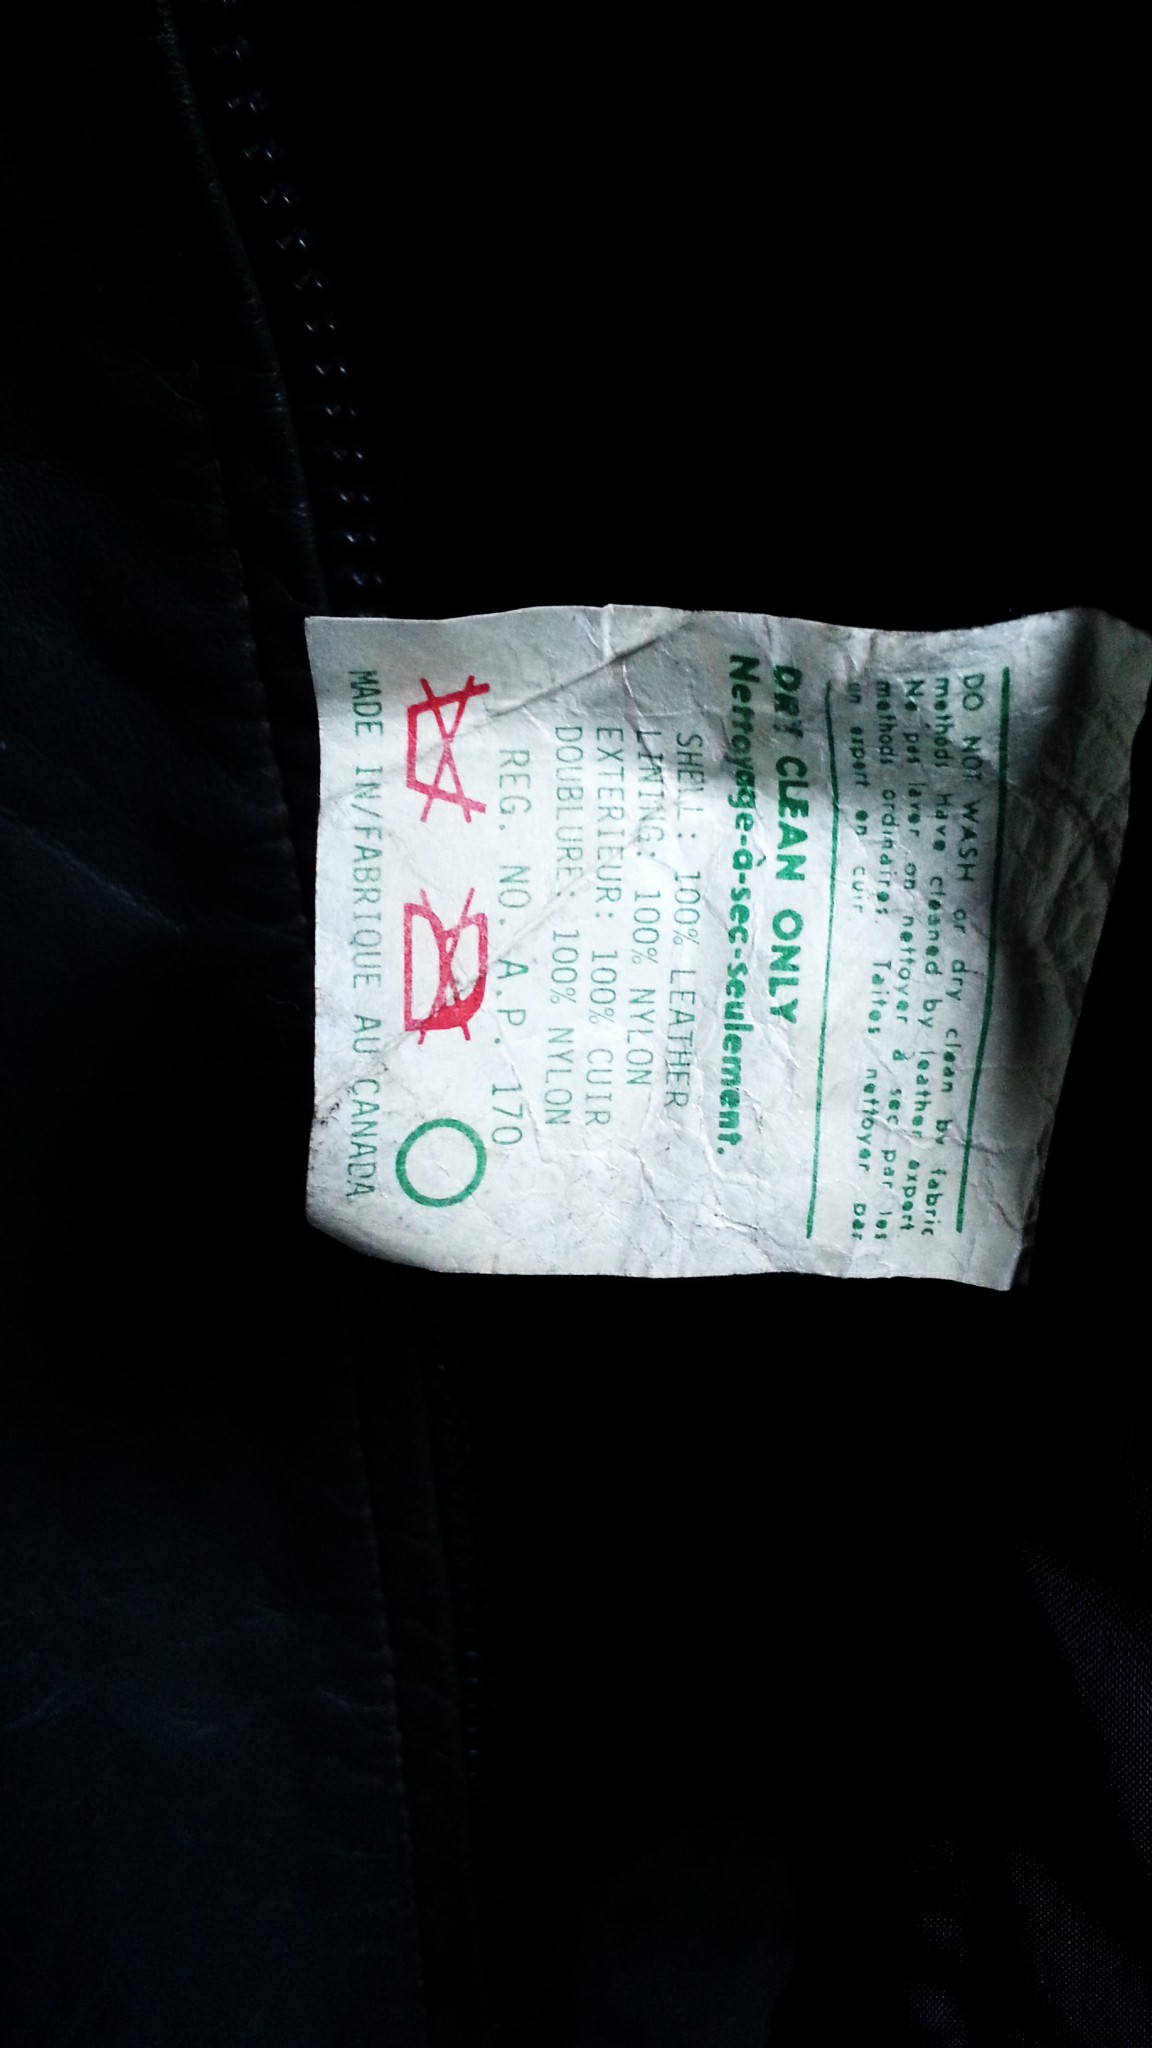 DO NOT WASH or dry clean by fabric
methods Have cleaned by leather expert
Ne pas laver on nettoyer à sec par les
methods ordinaires. Taites nettoyer par
un expert en cuir
DRY CLEAN ONLY
Nettoyage-à-sec-seulement.
SHELL: 100% LEATHER
LINING: 100% NYLON
EXTERIEUR: 100% CUIR
DOUBLURE: 100% NYLON
REG. NO. A.P. 170
MADE IN/FABRIQUE AU CANADA